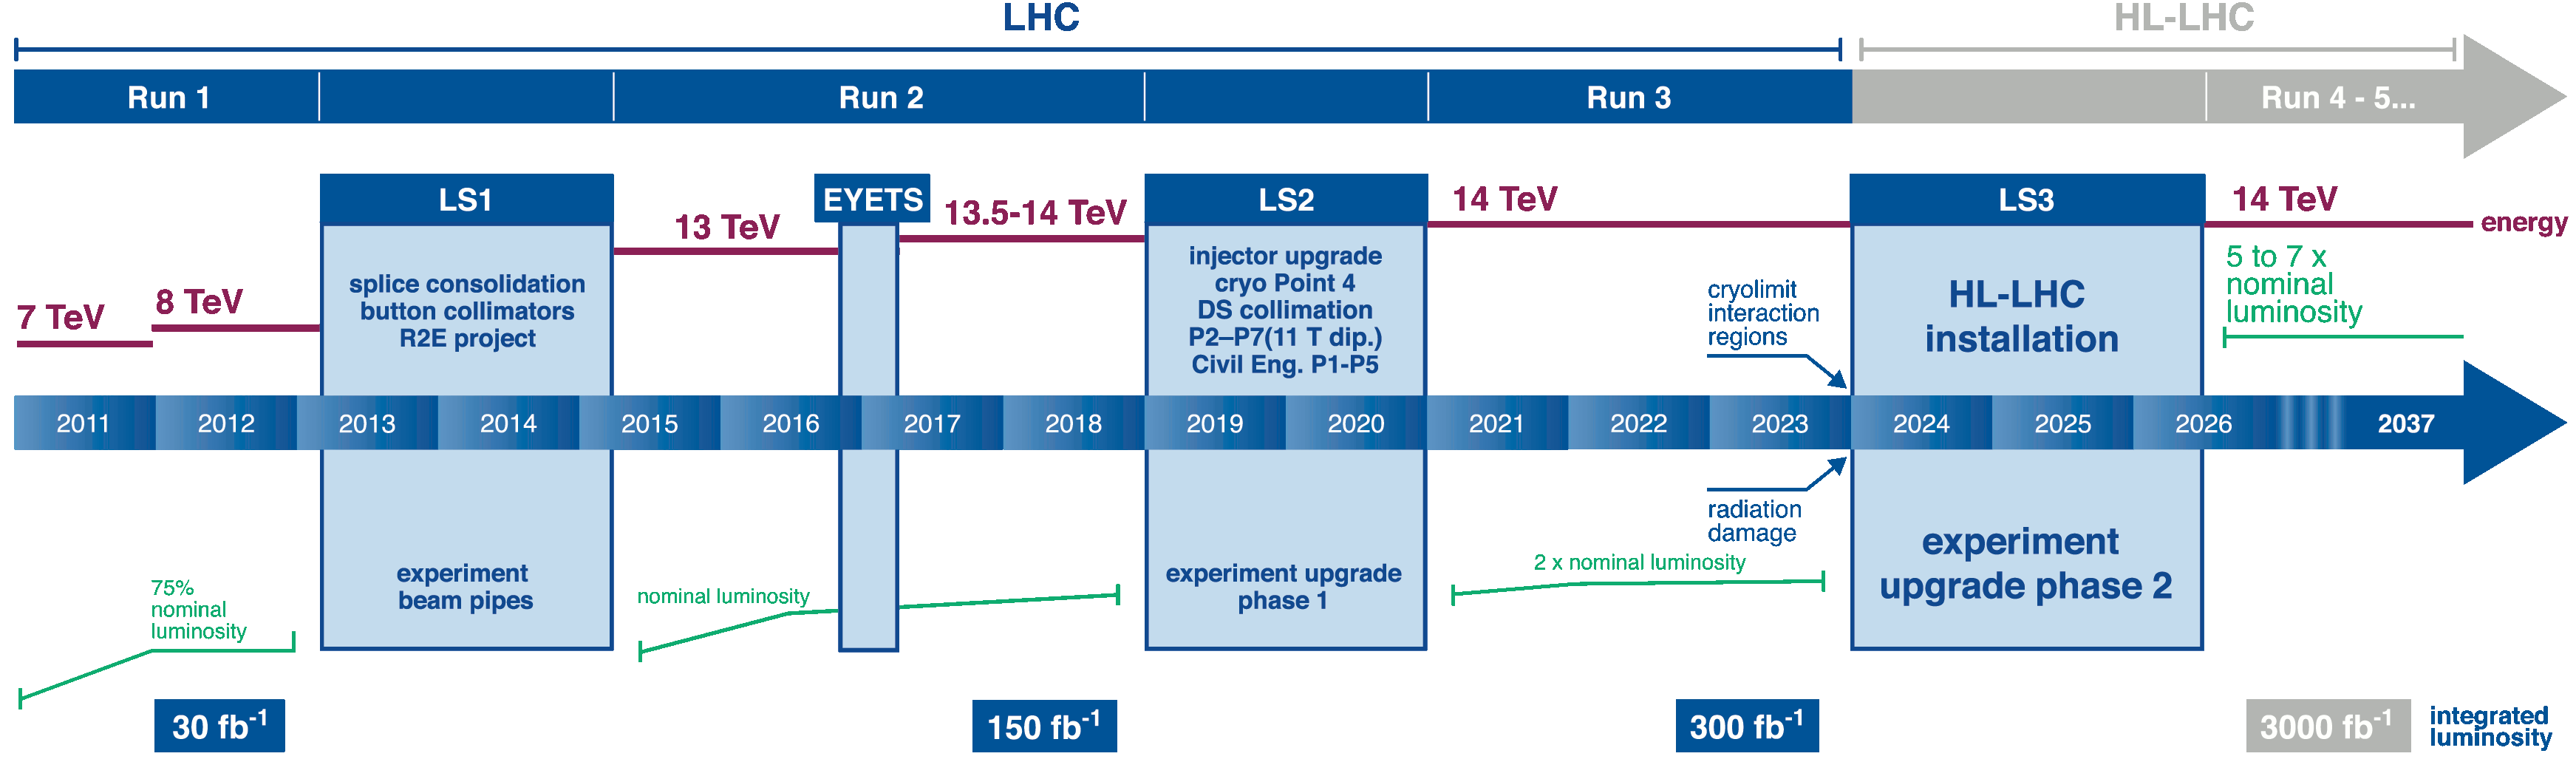 LHC
HL-LHC
Run 1
Run 2
Run 3
Run 4 - 5...
LS1
EYETS
LS2
LS3
7 TeV
8 TeV
13 TeV
13.5-14 TeV
14 TeV
14 TeV
energy
splice consolidation
button collimators
R2E project
injector upgrade
cryo Point 4
DS collimation
P2–P7(11 T dip.)
Civil Eng. P1-P5
cryolimit
interaction
regions
HL-LHC
installation
5 to 7 x
nominal
luminosity
2011
2012
2013
2014
2015
2016
2017
2018
2019
2020
2021
2022
2023
2024
2025
2026
2037
75%
nominal
luminosity
experiment
beam pipes
nominal luminosity
experiment upgrade
phase 1
2 x nominal luminosity
radiation
damage
experiment
upgrade phase 2
30 fb-1
150 fb-1
300 fb-1
3000 fb-1
integrated
luminosity